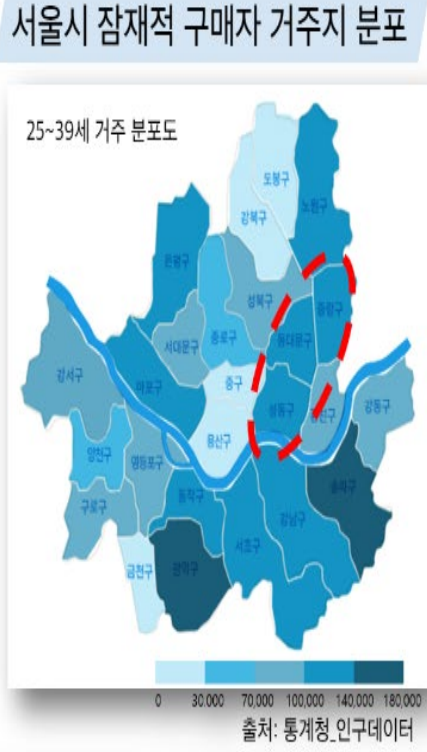 서울시 잠재적 구매자 거주지 분포
25~39세 거주 분포도
도봉구
노원구
강북구
은평구
성북구
중랑구
종로구
동대문구
서대문구
강서구
마포구
중구
성동구
강동구
용산구
양천구
영등포구
송파구
구로구
동작구
강남구
서초구
금천구
관악구
0 30.000 70,000 100,000 140,000 180,000
출처: 통계청_인구데이터